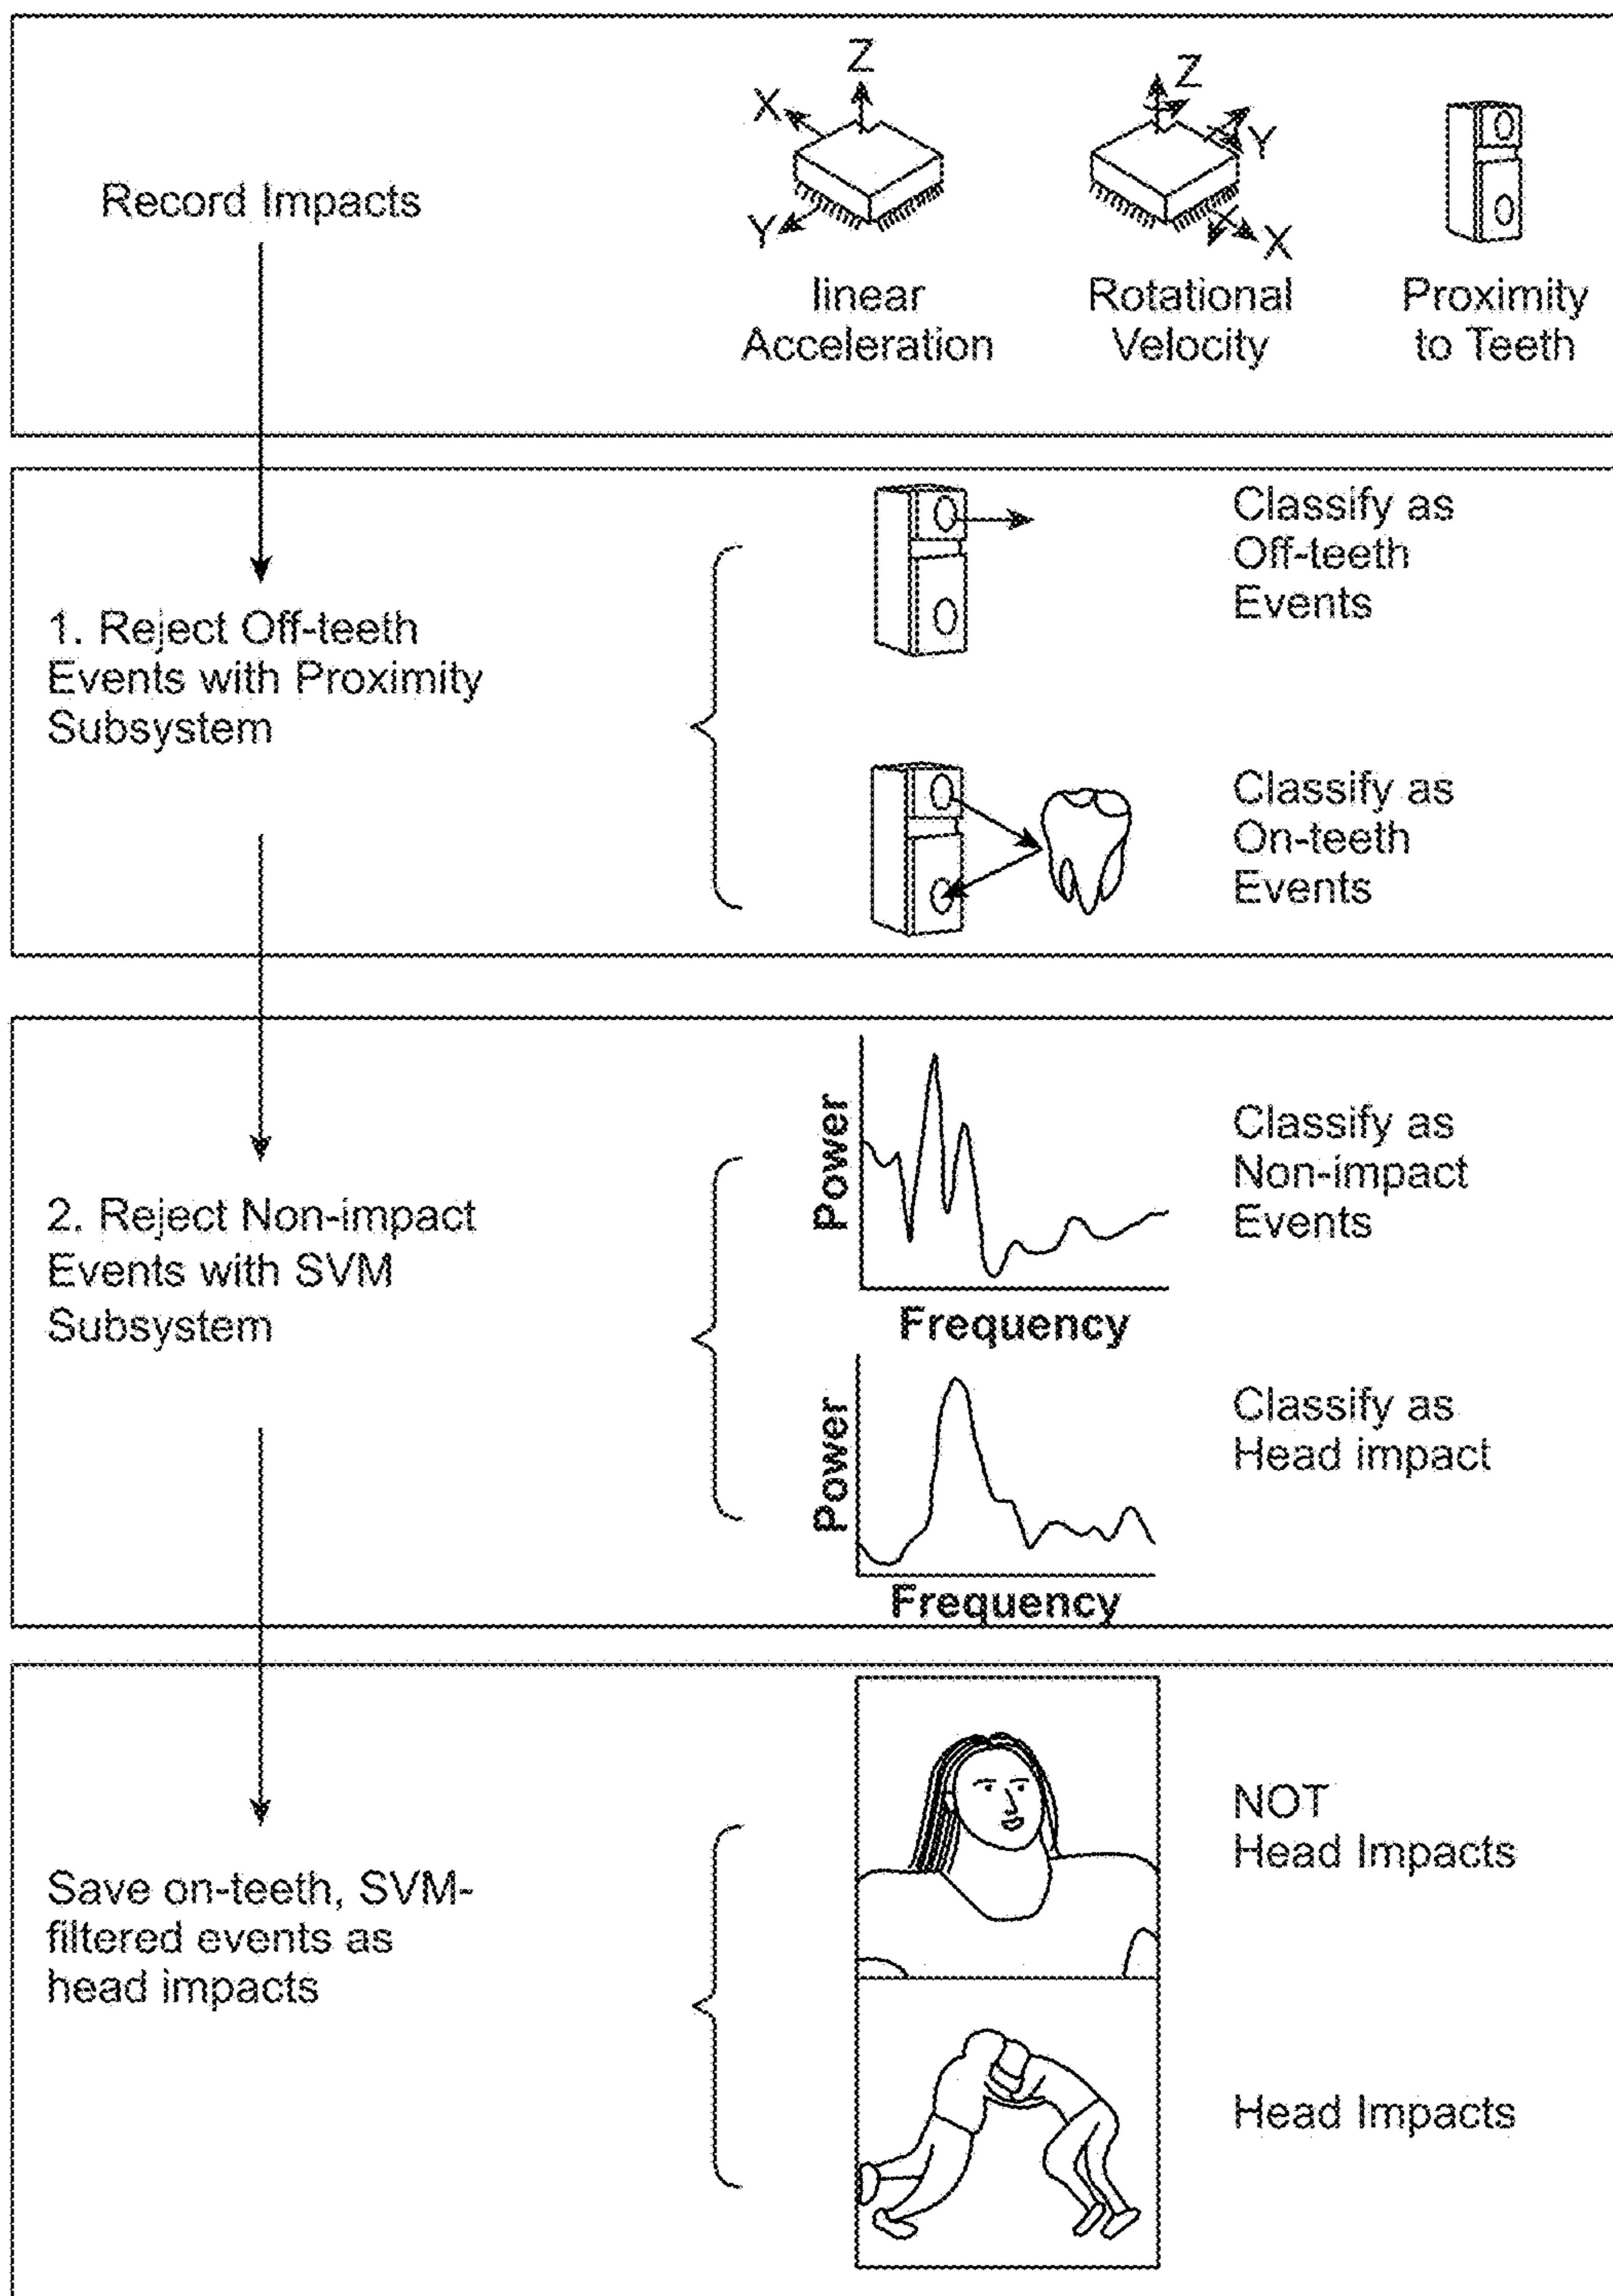 Z
X
Y
Z
Y
X
Record Impacts
linear
Acceleration
Rotational
Velocity
Proximity
to Teeth
1. Reject Off-teeth
Events with Proximity
Subsystem
Classify as
Off-teeth
Events
Classify as
On-teeth
Events
2. Reject Non-impact
Events with SVM
Subsystem
Power
Frequency
Classify as
Non-impact
Events
Power
Frequency
Classify as
Head impact
Save on-teeth, SVM-
filtered events as
head impacts
NOT
Head Impacts
Head Impacts